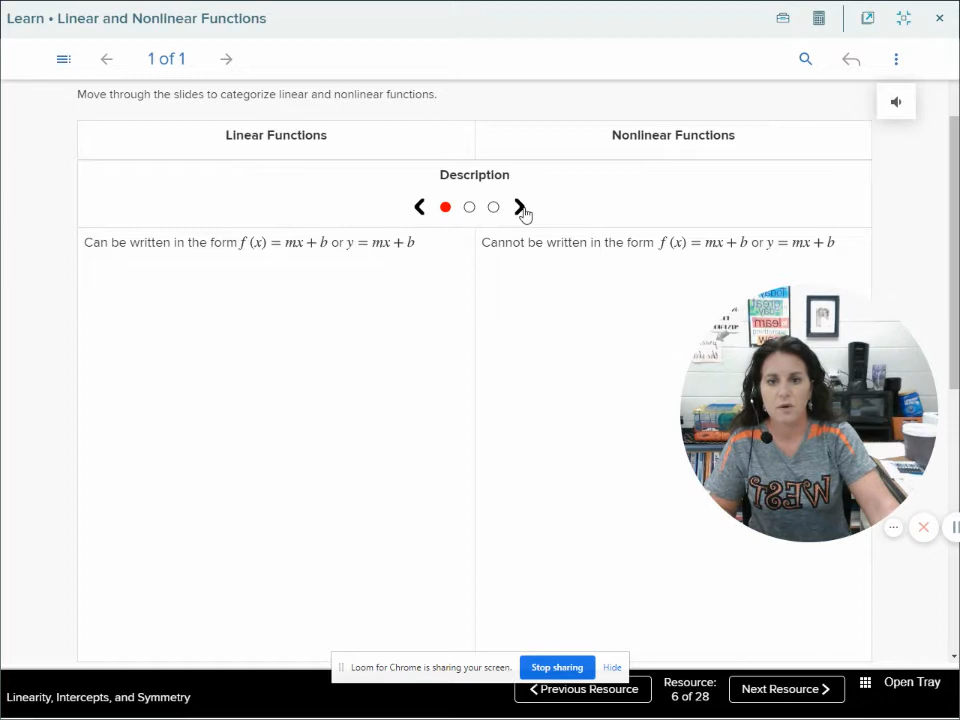 Learn • Linear and Nonlinear Functions
1 of 1
Move through the slides to categorize linear and nonlinear functions.
Linear Functions
Nonlinear Functions
Description
Can be written in the form f (x) = mx + b or y = mx + b
Cannot be written in the form f (x) = mx + b or y = mx + b
learn
WEST
Loom for Chrome is sharing your screen.
Stop sharing
Hide
Linearity, Intercepts, and Symmetry
Previous Resource
Resource:
6 of 28
Next Resource
Open Tray